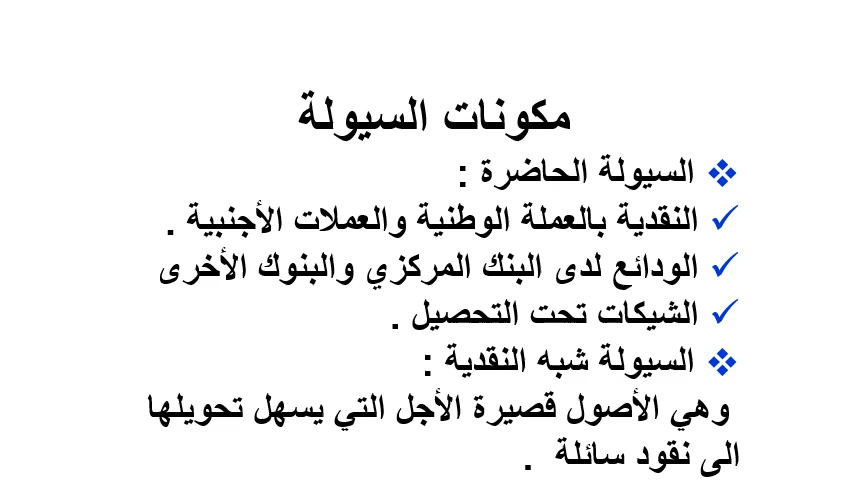 مكونات السيولة
❖ السيولة الحاضرة :
✓ النقدية بالعملة الوطنية والعملات الأجنبية .
✓ الودائع لدى البنك المركزي والبنوك الأخرى
✓ الشيكات تحت التحصيل .
❖ السيولة شبه النقدية :
وهي الأصول قصيرة الأجل التي يسهل تحويلها
الى نقود سائلة .